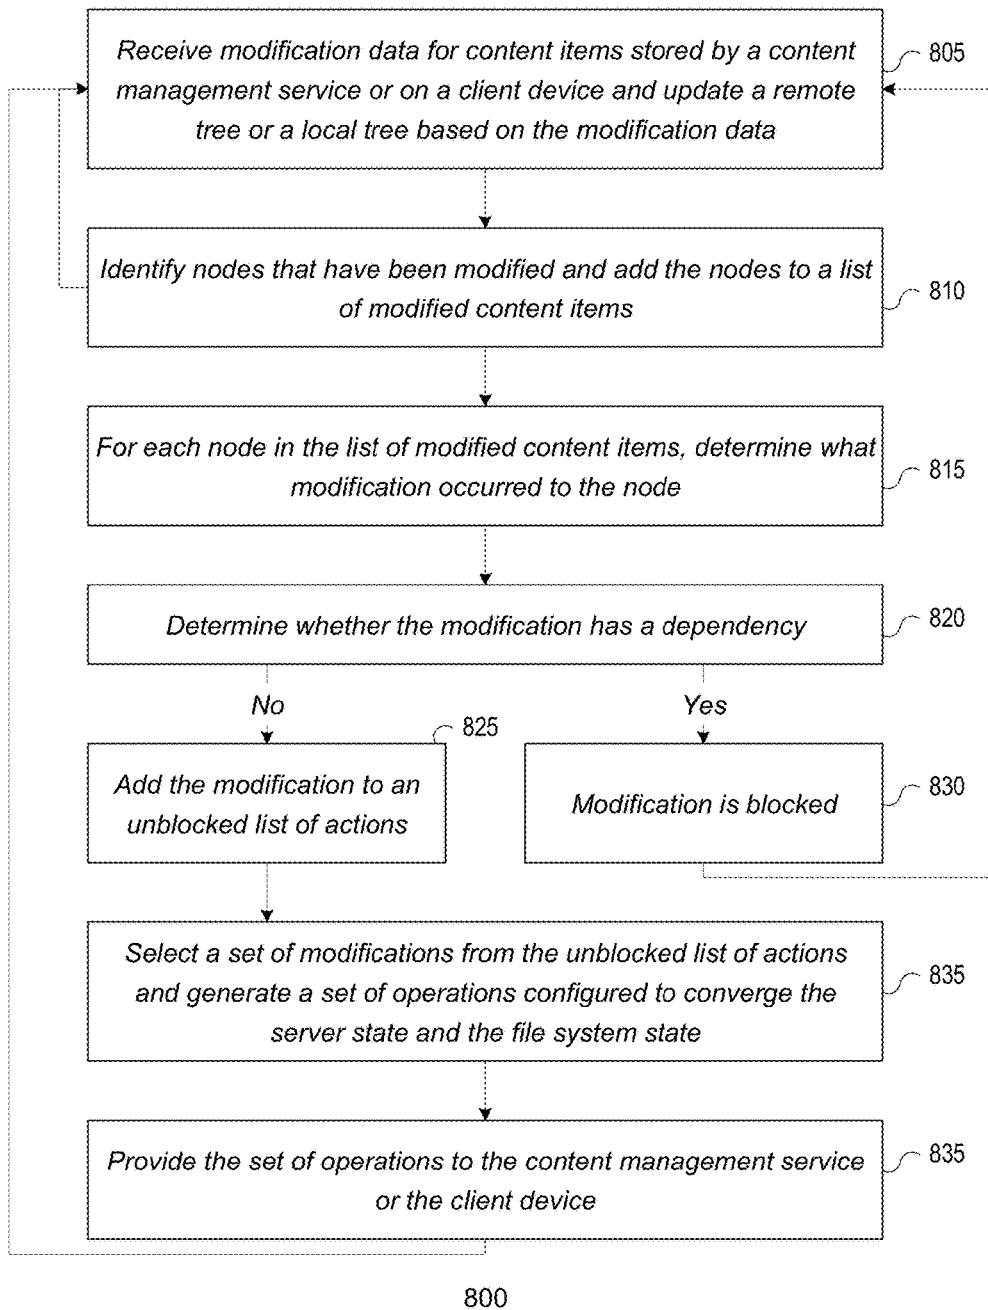 Receive modification data for content items stored by a content
management service or on a client device and update a remote
tree or a local tree based on the modification data
805
Identify nodes that have been modified and add the nodes to a list
of modified content items
810
For each node in the list of modified content items, determine what
modification occurred to the node
815
Determine whether the modification has a dependency
820
No
Yes
825
Add the modification to an
unblocked list of actions
Modification is blocked
830
Select a set of modifications from the unblocked list of actions
and generate a set of operations configured to converge the
server state and the file system state
835
Provide the set of operations to the content management service
or the client device
835
800